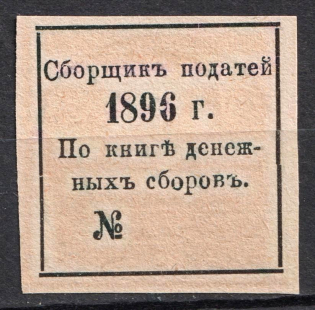 Сборщикъ податей
1896 г.
По книгѣ денеж-
ныхъ сборовъ.
№